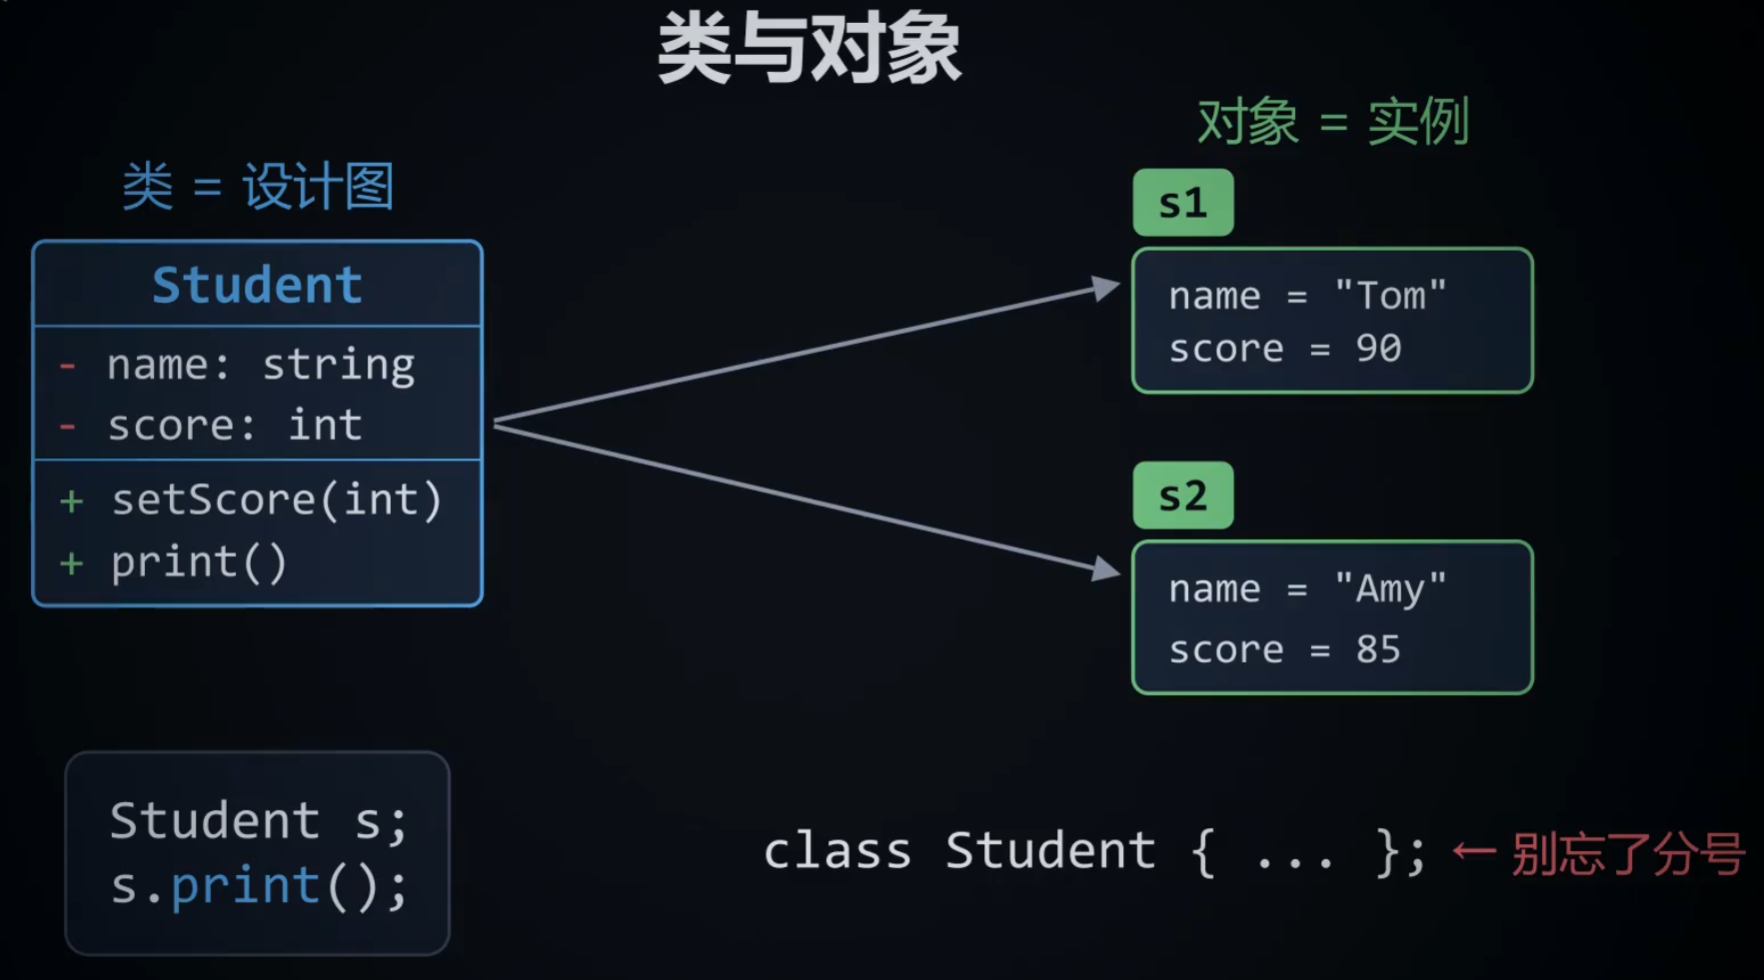 类与对象
类 = 设计图
Student
- name: string
- score: int
+ setScore(int)
+ print()
对象 = 实例
s1
name = "Tom"
score = 90
s2
name = "Amy"
score = 85
Student s;
s.print();
class Student { ... }; ← 别忘了分号